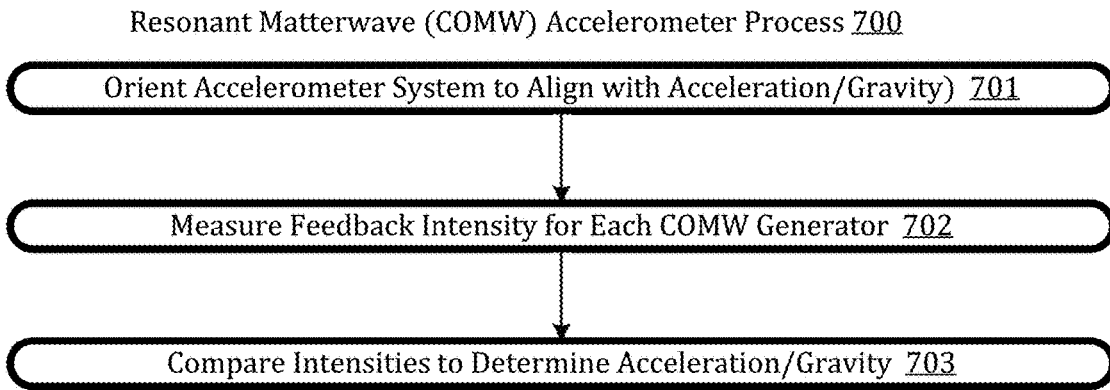 Resonant Matterwave (COMW) Accelerometer Process 700
Orient Accelerometer System to Align with Acceleration/Gravity) 701
Measure Feedback Intensity for Each COMW Generator 702
Compare Intensities to Determine Acceleration/Gravity 703